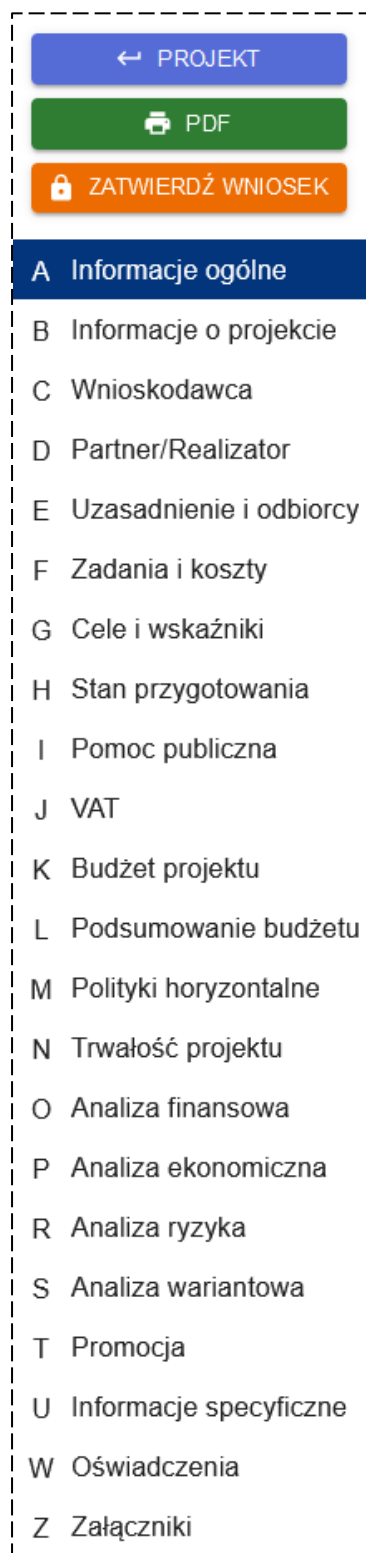 PROJEKT
PDF
ZATWIERDŹ WNIOSEK
A Informacje ogólne
B Informacje o projekcie
C Wnioskodawca
D Partner/Realizator
E Uzasadnienie i odbiorcy
F Zadania i koszty
G Cele i wskaźniki
H Stan przygotowania
I Pomoc publiczna
J VAT
K Budżet projektu
L Podsumowanie budżetu
M Polityki horyzontalne
N Trwałość projektu
O Analiza finansowa
P Analiza ekonomiczna
R Analiza ryzyka
S Analiza wariantowa
T Promocja
U Informacje specyficzne
W Oświadczenia
Z Załączniki